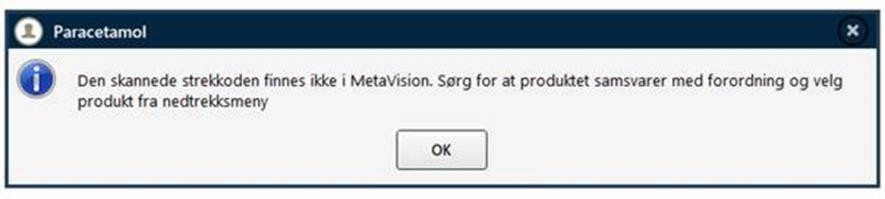 Paracetamol
Den skannede strekkoden finnes ikke i MetaVision. Sørg for at produktet samsvarer med forordning og velg
produkt fra nedtrekksmeny
OK